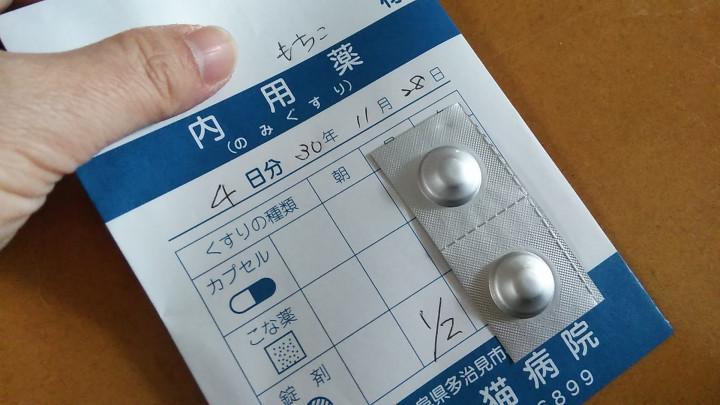 もちこ
内用薬
(のみぐすり)
4日分 30年 11月 28日
朝
くすりの種類
カプセル
こな薬
1/2
錠剤
県多治見市
猫病院
6899